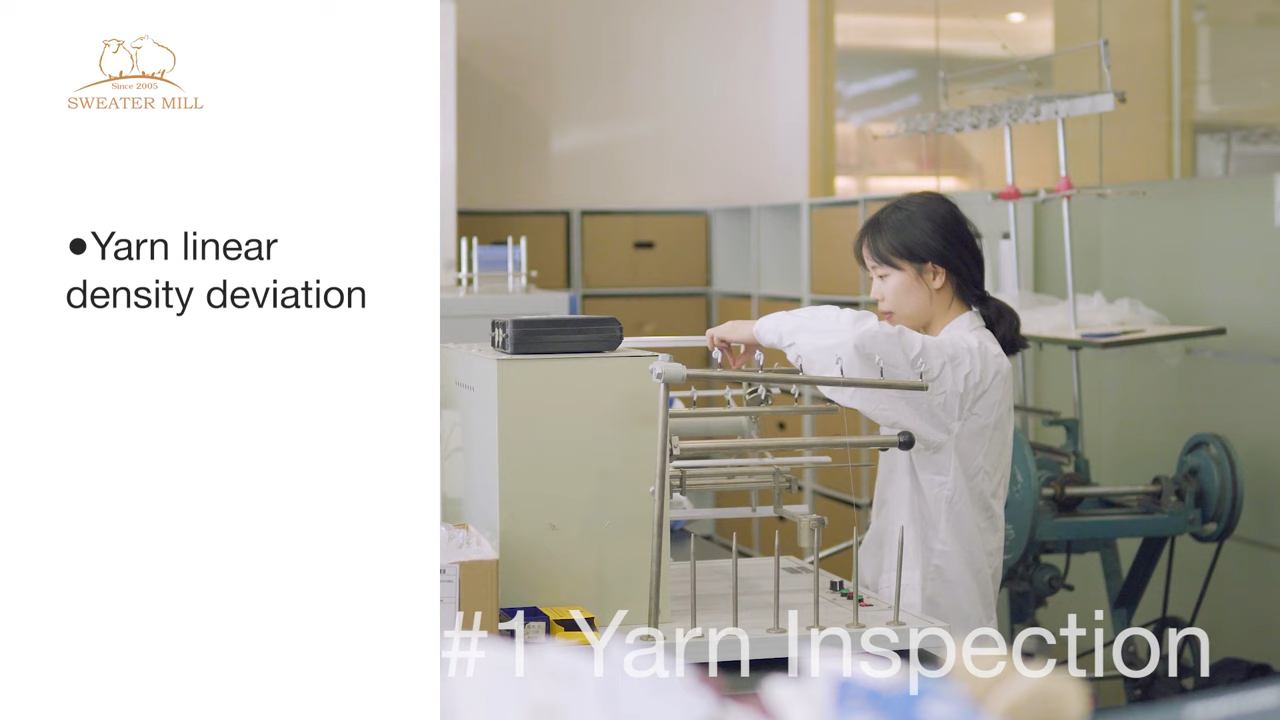 Since 2005
SWEATER MILL
●Yarn linear
density deviation
#1 Yarn Inspection